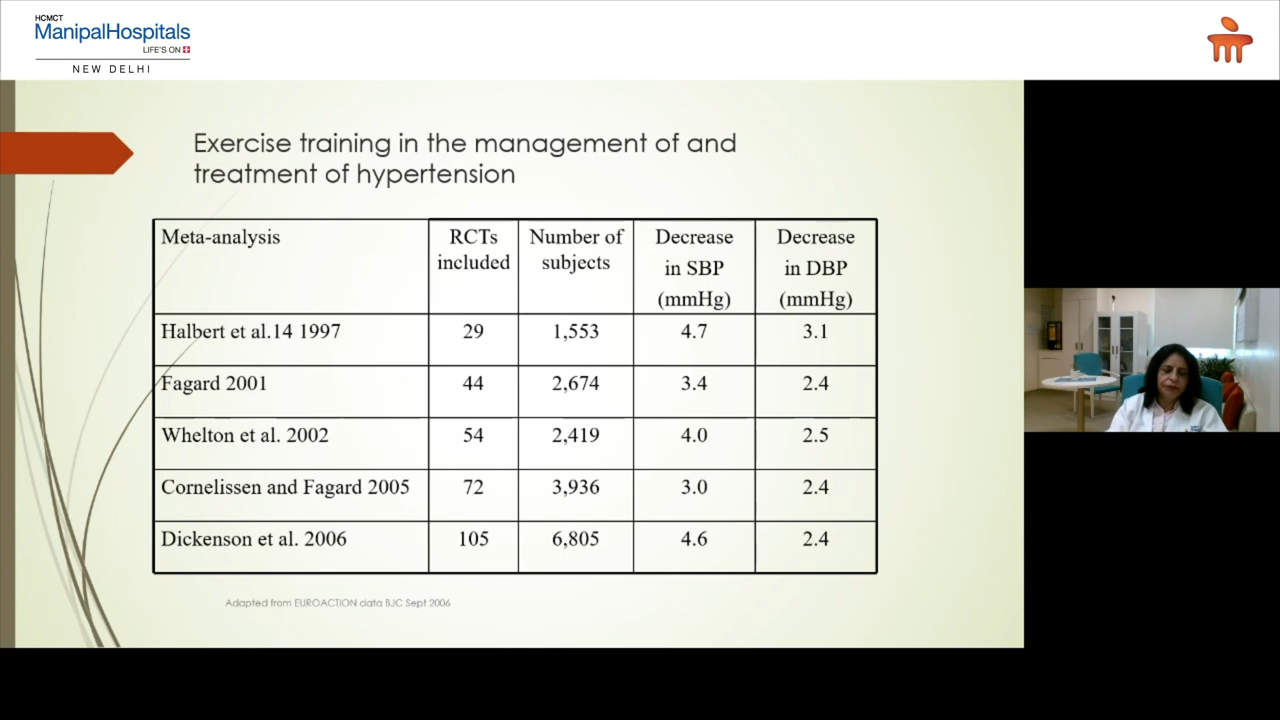 HCMCT
ManipalHospitals
LIFE'S ON
NEW DELHI
Exercise training in the management of and
treatment of hypertension
Meta-analysis RCTs included Number of subjects Decrease in SBP (mmHg) Decrease in DBP (mmHg)
Halbert et al.14 1997 29 1,553 4.7 3.1
Fagard 2001 44 2,674 3.4 2.4
Whelton et al. 2002 54 2,419 4.0 2.5
Cornelissen and Fagard 2005 72 3,936 3.0 2.4
Dickenson et al. 2006 105 6,805 4.6 2.4
Adapted from EUROACTION data BJC Sept 2006